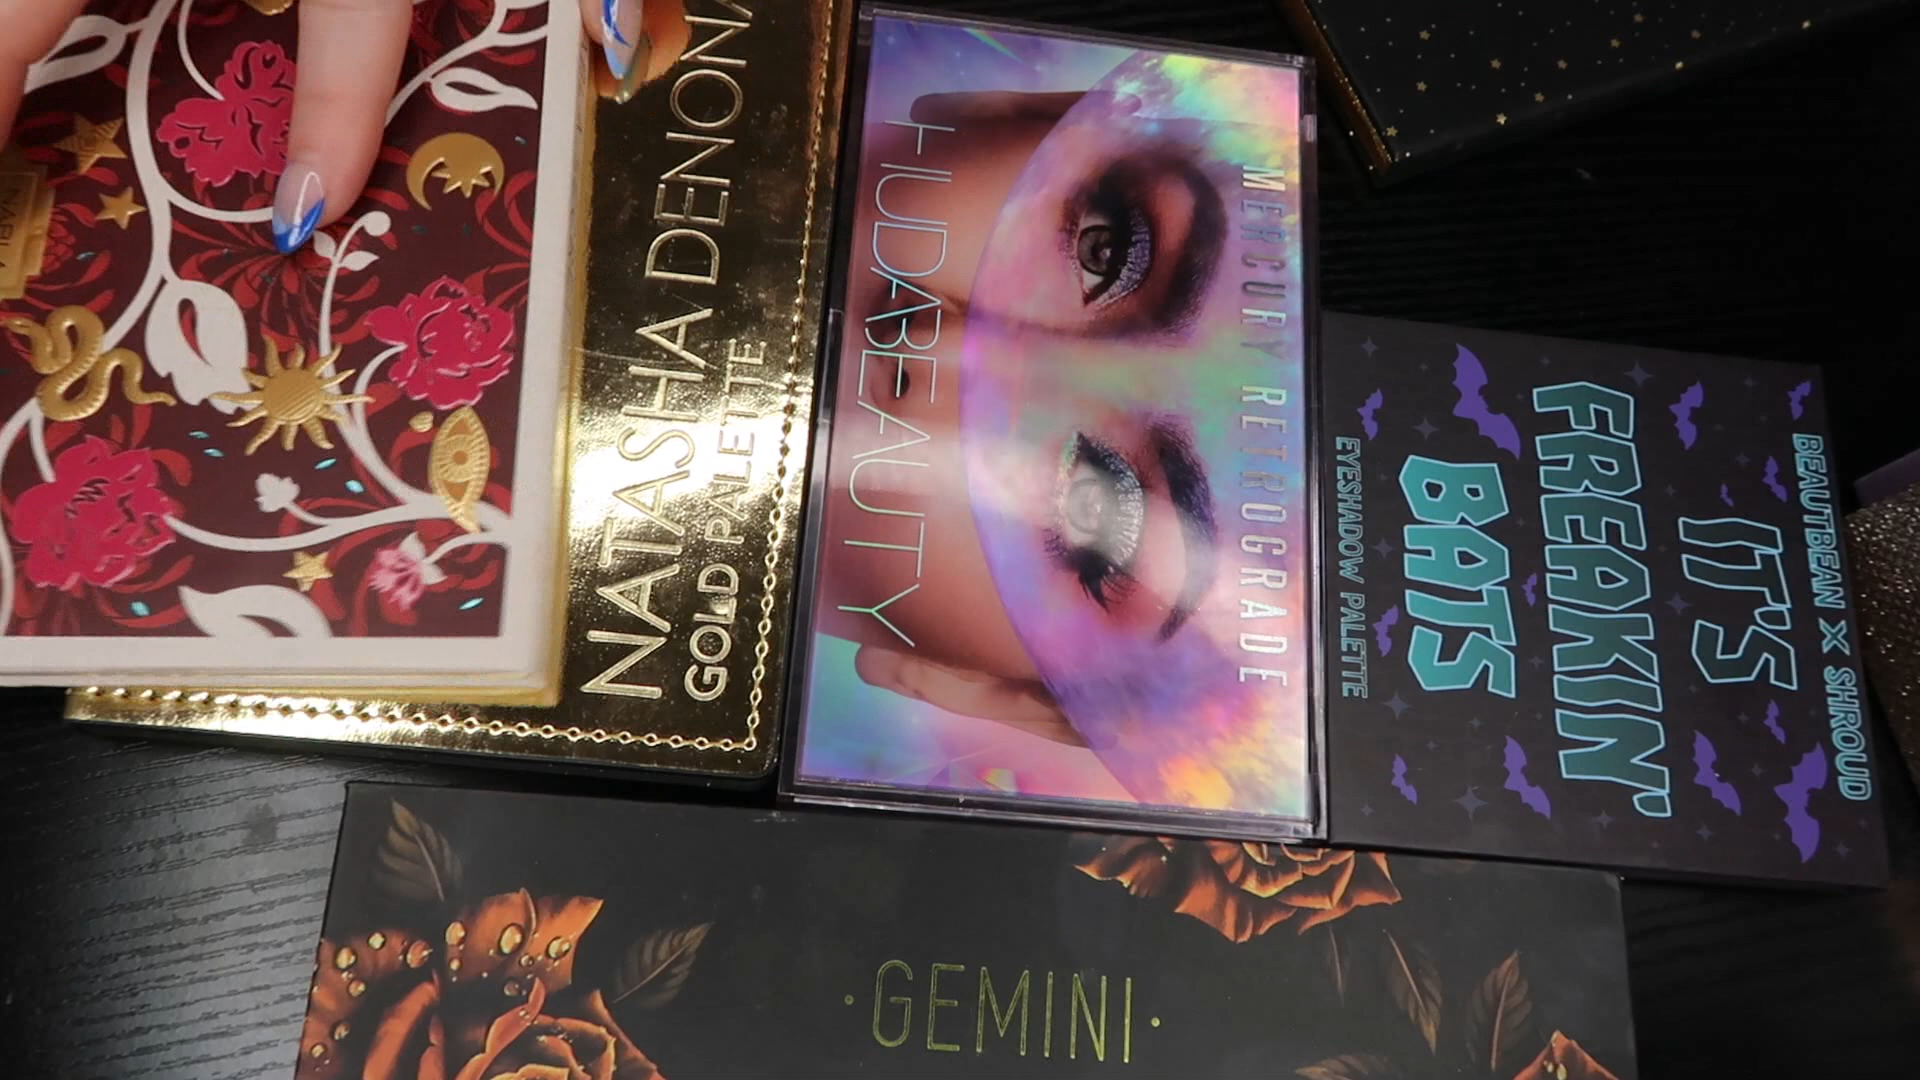 NATASHA DENONA
GOLD PALETTE
HUDABEAUTY
MERCURY RETROGRADE
BEAUTBEAN X SHROUD
IT'S
FREAKIN'
BATS
EYESHADOW PALETTE
·GEMINI·